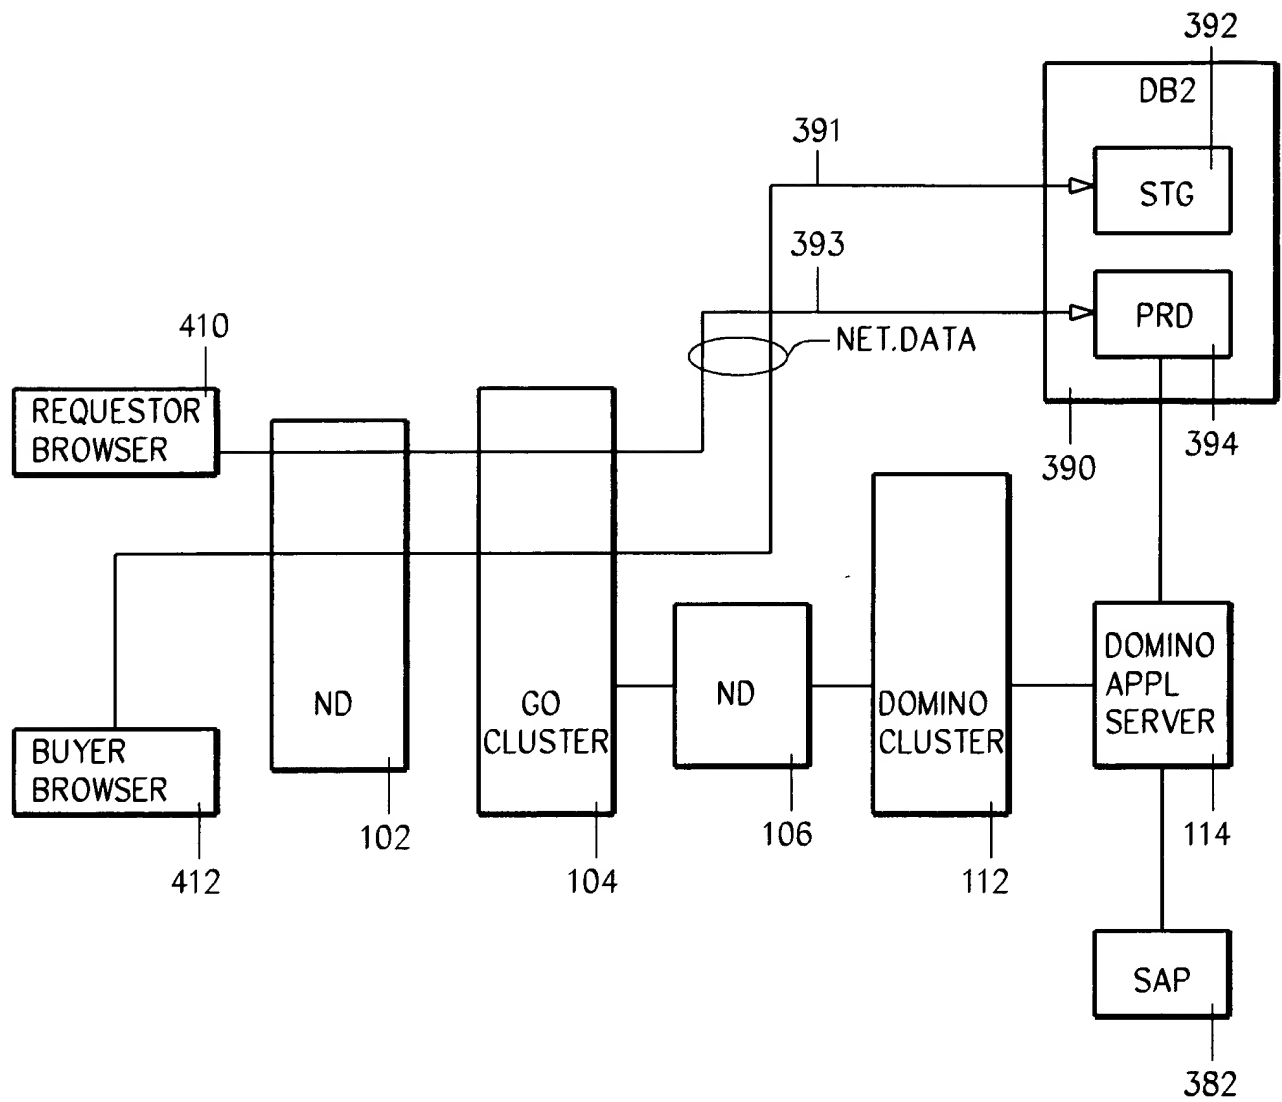 392
DB2
391
STG
393
PRD
NET.DATA
410
REQUESTOR
BROWSER
394
390
DOMINO
APPL
SERVER
ND
GO
CLUSTER
ND
DOMINO
CLUSTER
BUYER
BROWSER
102
106
114
412
104
112
SAP
382